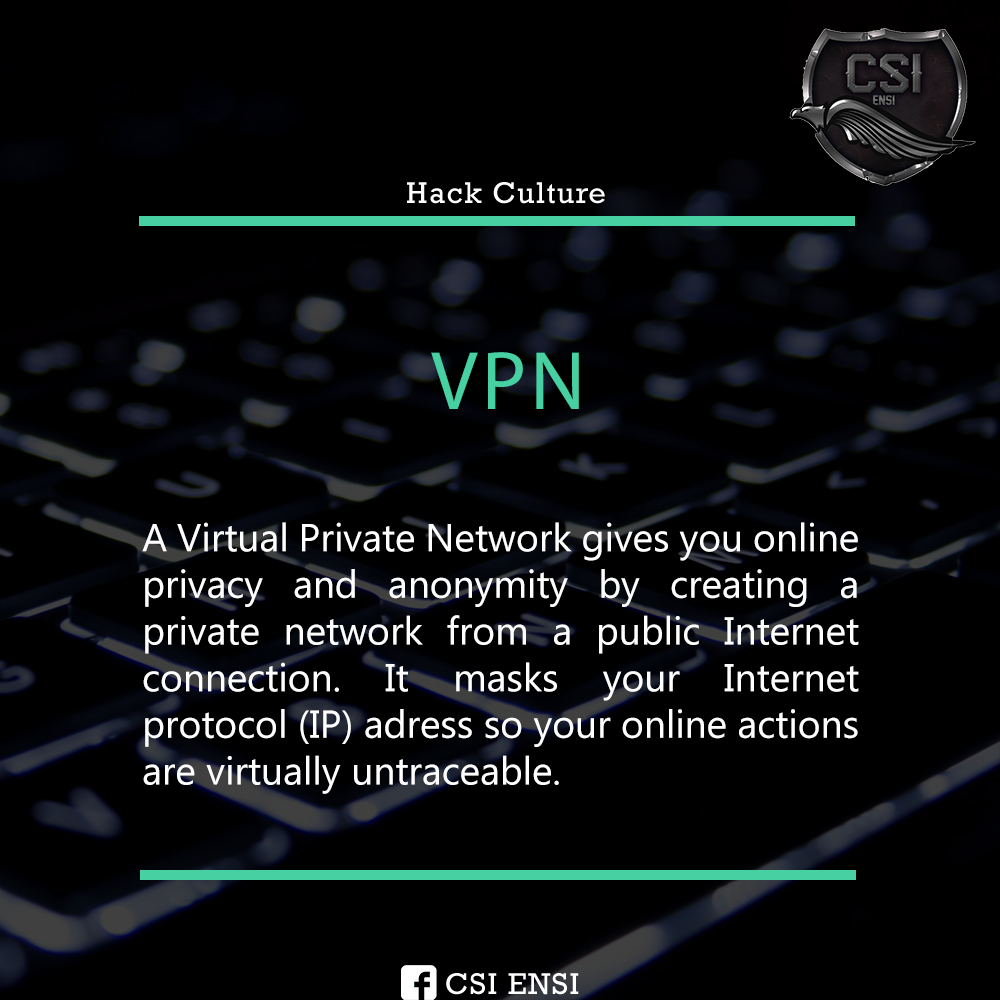 CSI
ENSI
Hack Culture
VPN
A Virtual Private Network gives you online
privacy and anonymity by creating a
private network from a public Internet
connection. It masks your Internet
protocol (IP) adress so your online actions
are virtually untraceable.
CSI ENSI